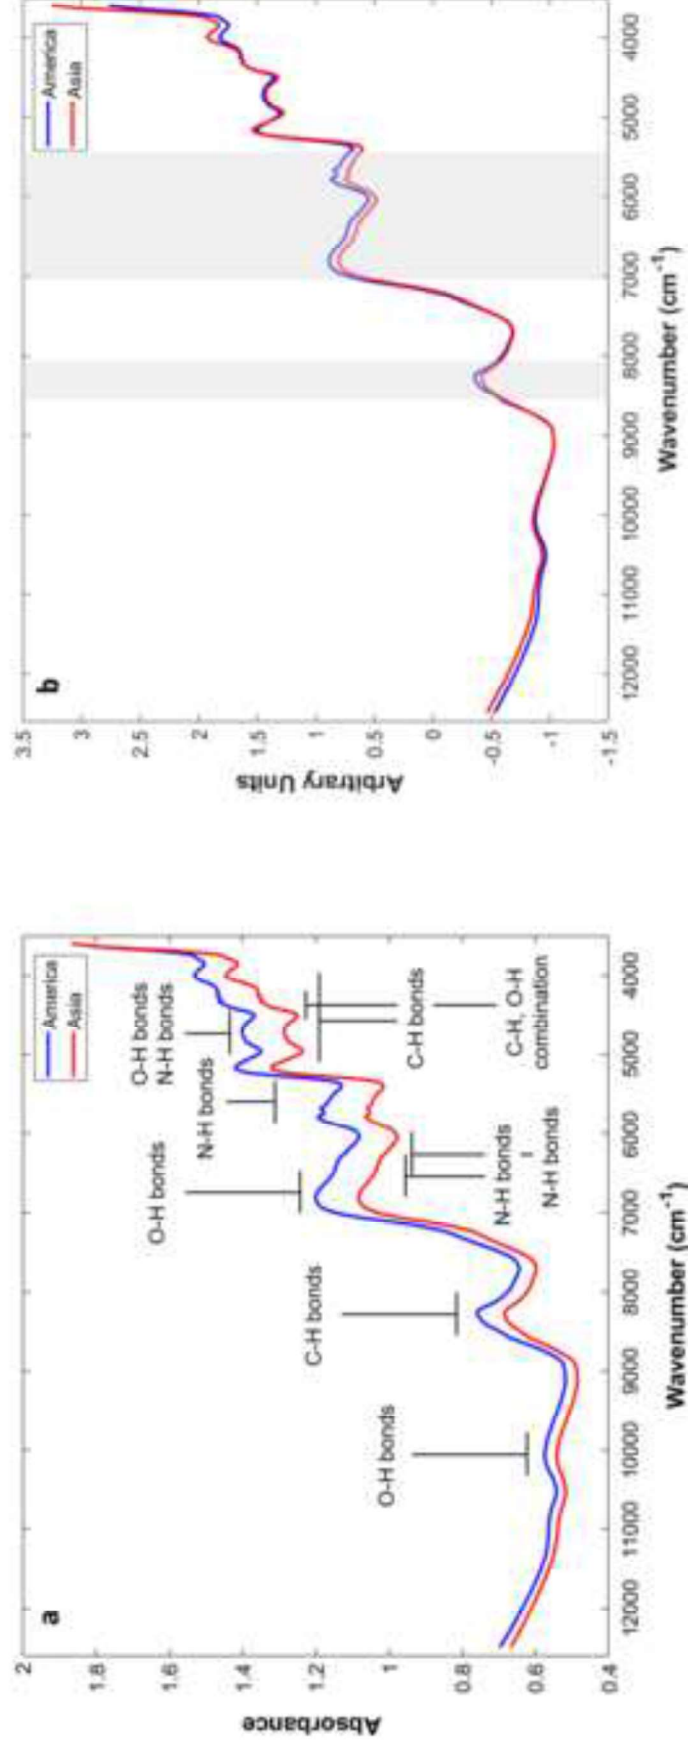 a
America
Asia
O-H bonds
N-H bonds
N-H bonds
O-H bonds
C-H bonds
O-H bonds
C-H bonds
C-H, O-H
combination
N-H bonds
N-H bonds
2
1.8
1.6
1.4
1.2
1
0.8
0.6
0.4
Absorbance
12000 11000 10000 9000 8000 7000 6000 5000 4000
Wavenumber (cm⁻¹)
b
America
Asia
3.5
3
2.5
2
1.5
1
0.5
0
-0.5
-1
-1.5
Arbitrary Units
12000 11000 10000 9000 8000 7000 6000 5000 4000
Wavenumber (cm⁻¹)